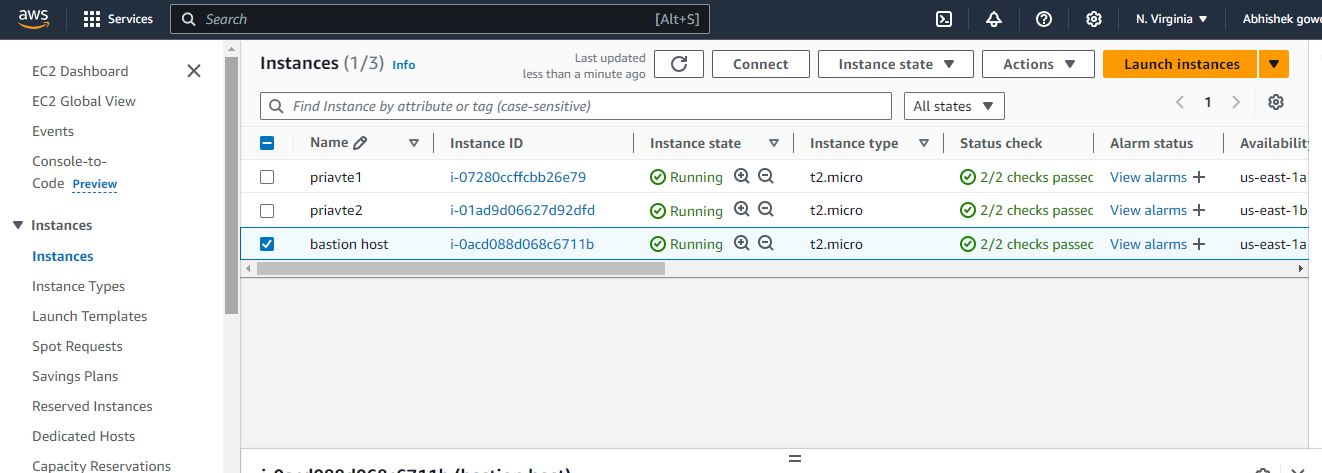 aws Services Search [Alt+S] N. Virginia Abhishek gow
EC2 Dashboard
EC2 Global View
Events
Console-to-
Code Preview
Instances
Instances
Instance Types
Launch Templates
Spot Requests
Savings Plans
Reserved Instances
Dedicated Hosts
Capacity Reservations
Instances (1/3) Info
Last updated
less than a minute ago
Connect Instance state Actions Launch instances
Find Instance by attribute or tag (case-sensitive) All states 1
Name Instance ID Instance state Instance type Status check Alarm status Availability
priavte1 i-07280ccffcbb26e79 Running t2.micro 2/2 checks passed View alarms + us-east-1a
priavte2 i-01ad9d06627d92dfd Running t2.micro 2/2 checks passed View alarms + us-east-1b
bastion host i-0acd088d068c6711b Running t2.micro 2/2 checks passed View alarms + us-east-1a
i-0acd088d068c6711b (bastion host)